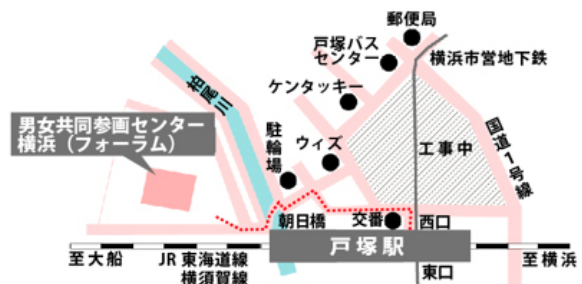 郵便局
戸塚バス
センター
横浜市営地下鉄
ケンタッキー
柏尾川
男女共同参画センター
横浜（フォーラム）
駐輪場
ウィズ
工事中
国道1号線
朝日橋
交番
西口
戸塚駅
至大船
JR 東海道線
横須賀線
東口
至横浜